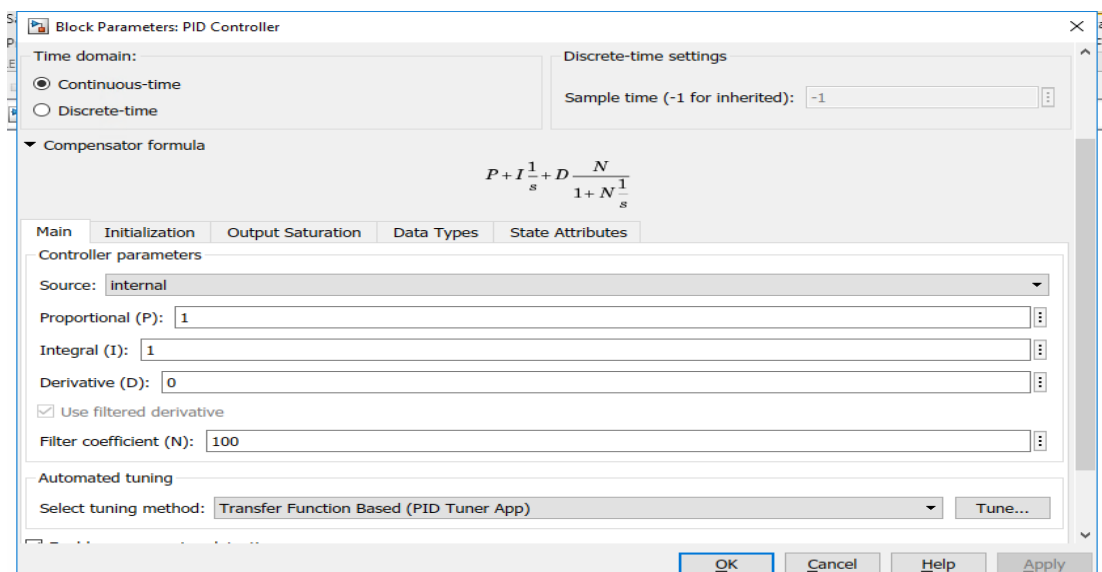 Block Parameters: PID Controller
Time domain:
Continuous-time
Discrete-time
Discrete-time settings
Sample time (-1 for inherited): -1
Compensator formula
P + I 1/s + D N/(1 + N 1/s)
Main Initialization Output Saturation Data Types State Attributes
Controller parameters
Source: internal
Proportional (P): 1
Integral (I): 1
Derivative (D): 0
Use filtered derivative
Filter coefficient (N): 100
Automated tuning
Select tuning method: Transfer Function Based (PID Tuner App) Tune...
OK Cancel Help Apply